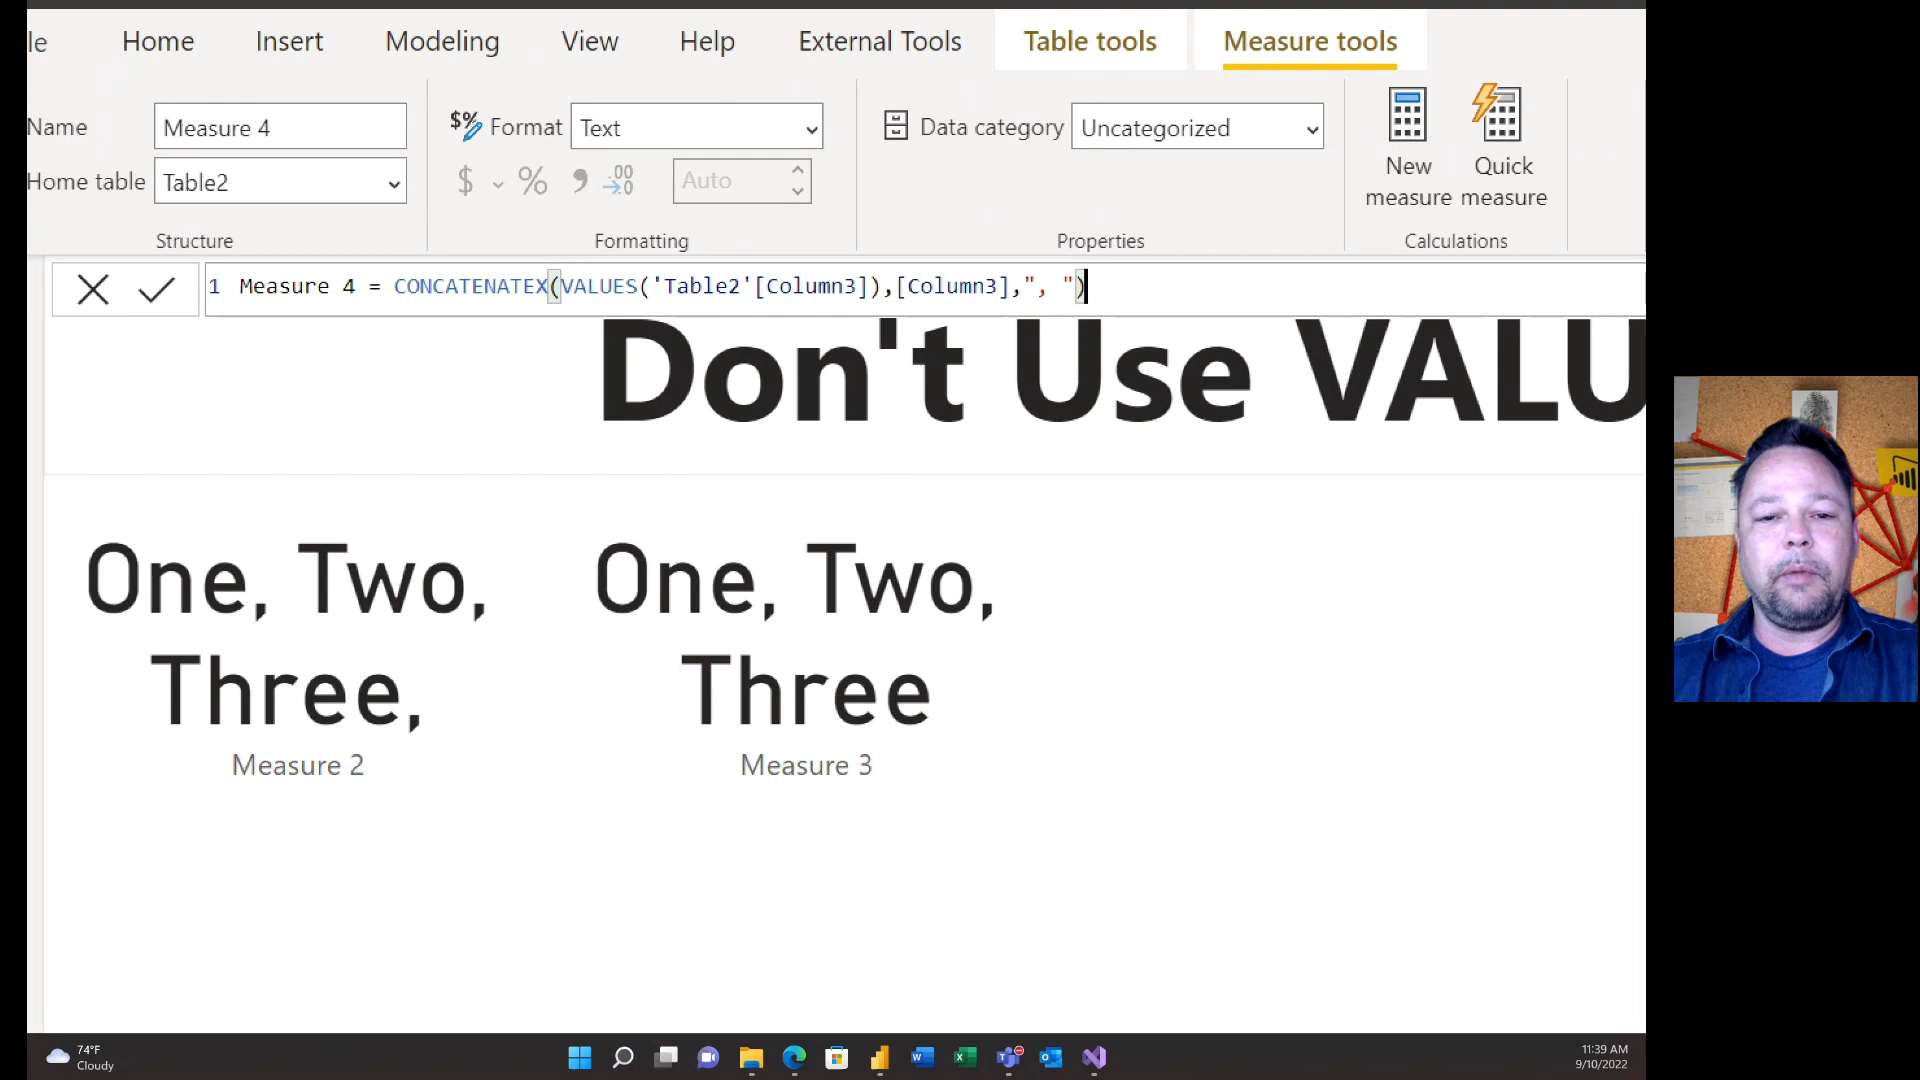 le Home Insert Modeling View Help External Tools Table tools Measure tools
Name Measure 4
Home table Table2
Structure
$% Format Text
$ % , .00 →.0 Auto
Formatting
Data category Uncategorized
Properties
New measure
Quick measure
Calculations
1 Measure 4 = CONCATENATEX(VALUES('Table2'[Column3]),[Column3],", ")
Don't Use VALU
One, Two,
Three,
Measure 2
One, Two,
Three
Measure 3
74°F
Cloudy
11:39 AM
9/10/2022